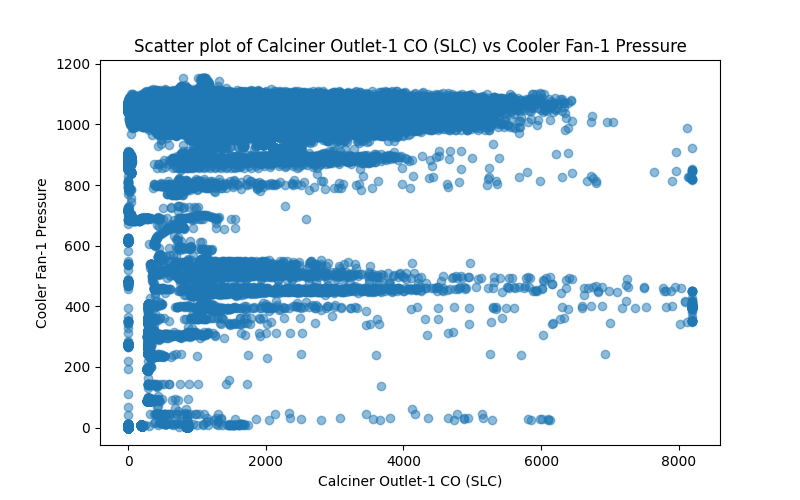 Scatter plot of Calciner Outlet-1 CO (SLC) vs Cooler Fan-1 Pressure
1200
1000
800
600
400
200
0
Cooler Fan-1 Pressure
0 2000 4000 6000 8000
Calciner Outlet-1 CO (SLC)